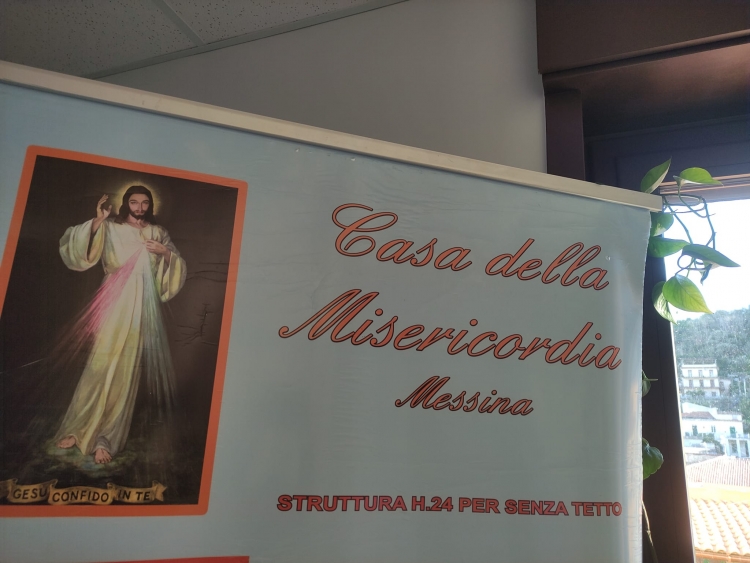 Casa della
Misericordia
Messina
GESÙ CONFIDO IN TE
STRUTTURA H.24 PER SENZA TETTO